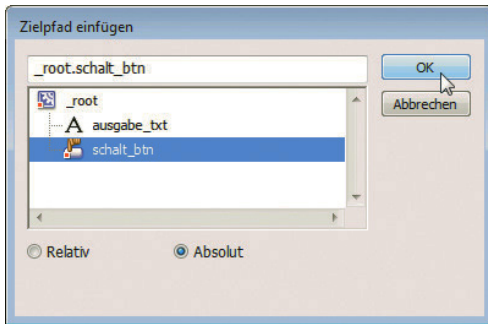 Zielpfad einfügen
_root.schalt_btn
OK
_root
Abbrechen
A ausgabe_txt
schalt_btn
Relativ
Absolut